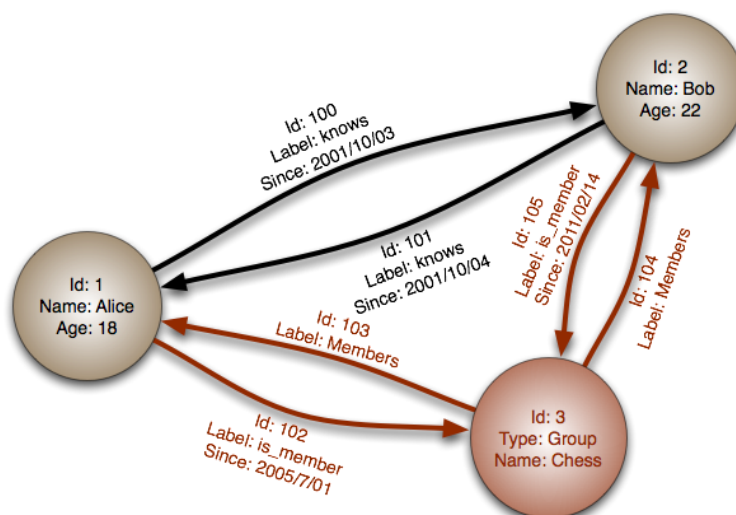 Id: 2
Name: Bob
Age: 22
Id: 100
Label: knows
Since: 2001/10/03
Id: 101
Label: knows
Since: 2001/10/04
Id: 105
Label: is_member
Since: 2011/02/14
Id: 104
Label: Members
Id: 1
Name: Alice
Age: 18
Id: 103
Label: Members
Id: 102
Label: is_member
Since: 2005/7/01
Id: 3
Type: Group
Name: Chess